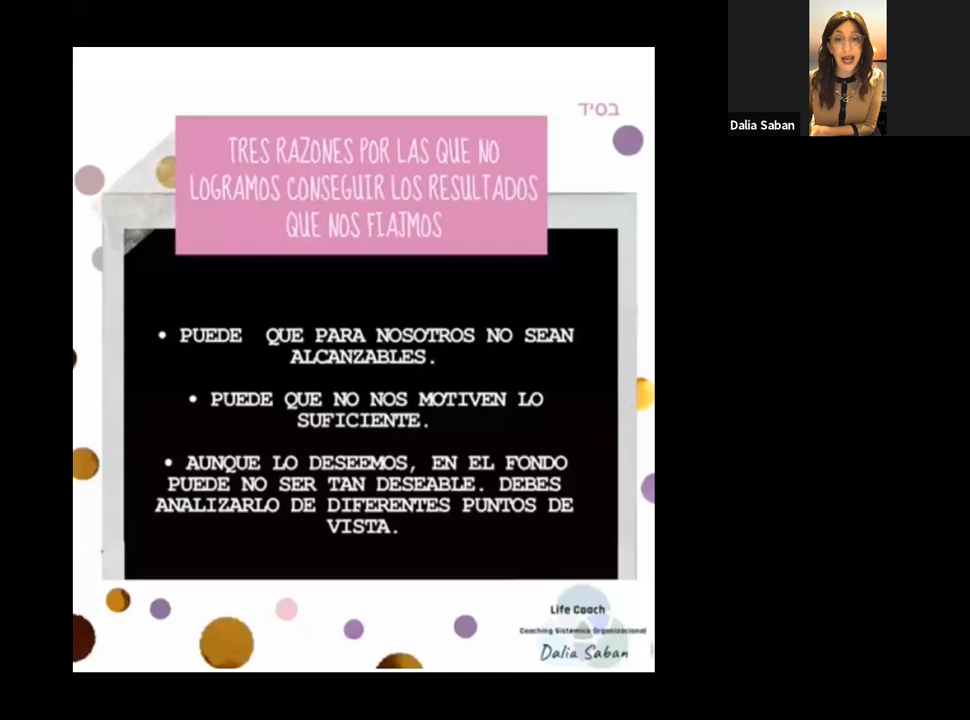 בסיד
TRES RAZONES POR LAS QUE NO
LOGRAMOS CONSEGUIR LOS RESULTADOS
QUE NOS FIAJMOS
• PUEDE QUE PARA NOSOTROS NO SEAN
ALCANZABLES.
• PUEDE QUE NO NOS MOTIVEN LO
SUFICIENTE.
• AUNQUE LO DESEEMOS, EN EL FONDO
PUEDE NO SER TAN DESEABLE. DEBES
ANALIZARLO DE DIFERENTES PUNTOS DE
VISTA.
Life Coach
Coaching Sistémico Organizacional
Dalia Saban
Dalia Saban